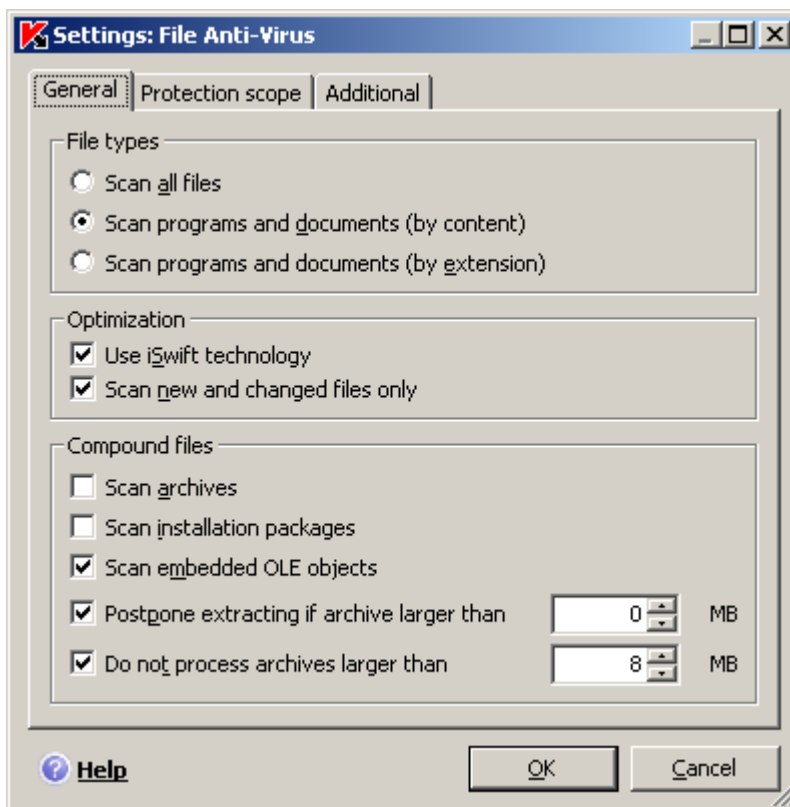 Settings: File Anti-Virus
General Protection scope Additional
File types
Scan all files
Scan programs and documents (by content)
Scan programs and documents (by extension)
Optimization
Use iSwift technology
Scan new and changed files only
Compound files
Scan archives
Scan installation packages
Scan embedded OLE objects
Postpone extracting if archive larger than 0 MB
Do not process archives larger than 8 MB
Help OK Cancel